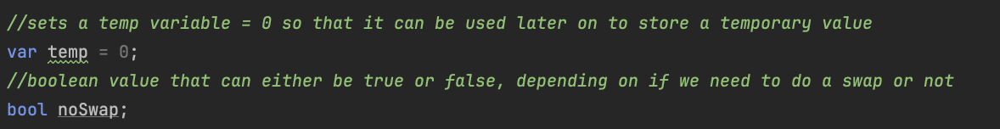 //sets a temp variable = 0 so that it can be used later on to store a temporary value
var temp = 0;
//boolean value that can either be true or false, depending on if we need to do a swap or not
bool noSwap;